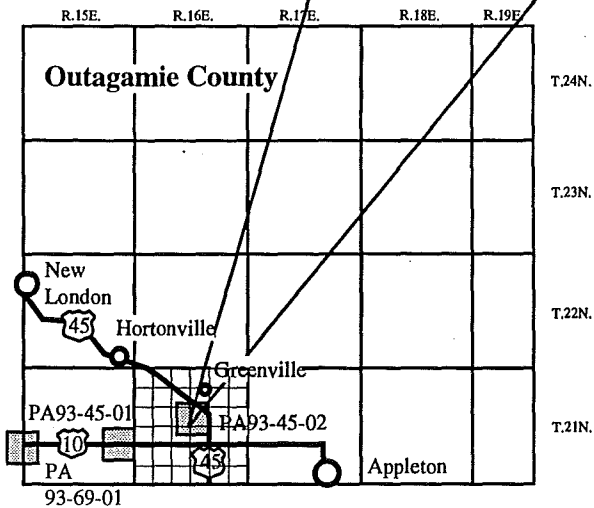 R.15E. R.16E. R.17E. R.18E. R.19E.
Outagamie County
T.24N.
T.23N.
New
London
T.22N.
45
Hortonville
Greenville
PA93-45-01
PA93-45-02
T.21N.
10
45
Appleton
PA
93-69-01